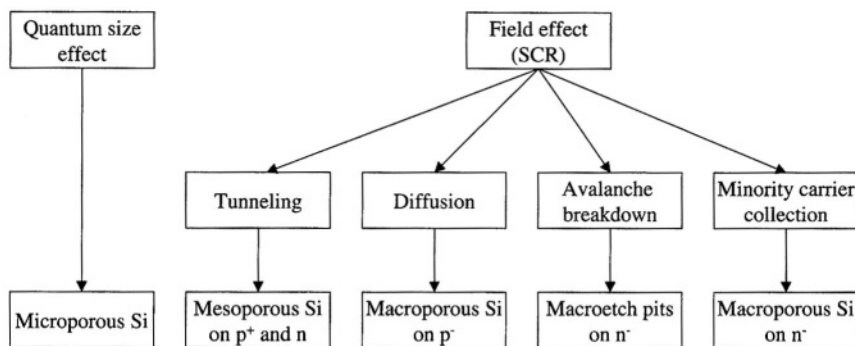 Quantum size
effect
Field effect
(SCR)
Tunneling
Diffusion
Avalanche
breakdown
Minority carrier
collection
Microporous Si
Mesoporous Si
on p⁺ and n
Macroporous Si
on p⁻
Macroetch pits
on n⁻
Macroporous Si
on n⁻